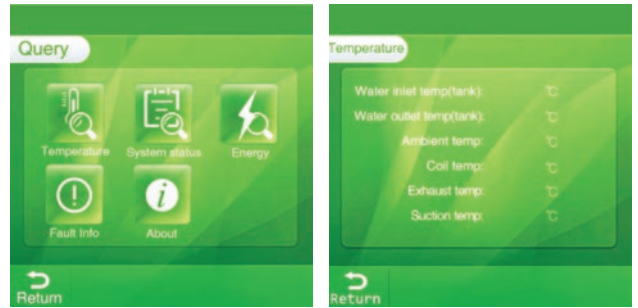 Query
Temperature
System status
Energy
Fault Info
About
Return
Temperature
Water inlet temp(tank): ℃
Water outlet temp(tank): ℃
Ambient temp: ℃
Coil temp: ℃
Exhaust temp: ℃
Suction temp: ℃
Return